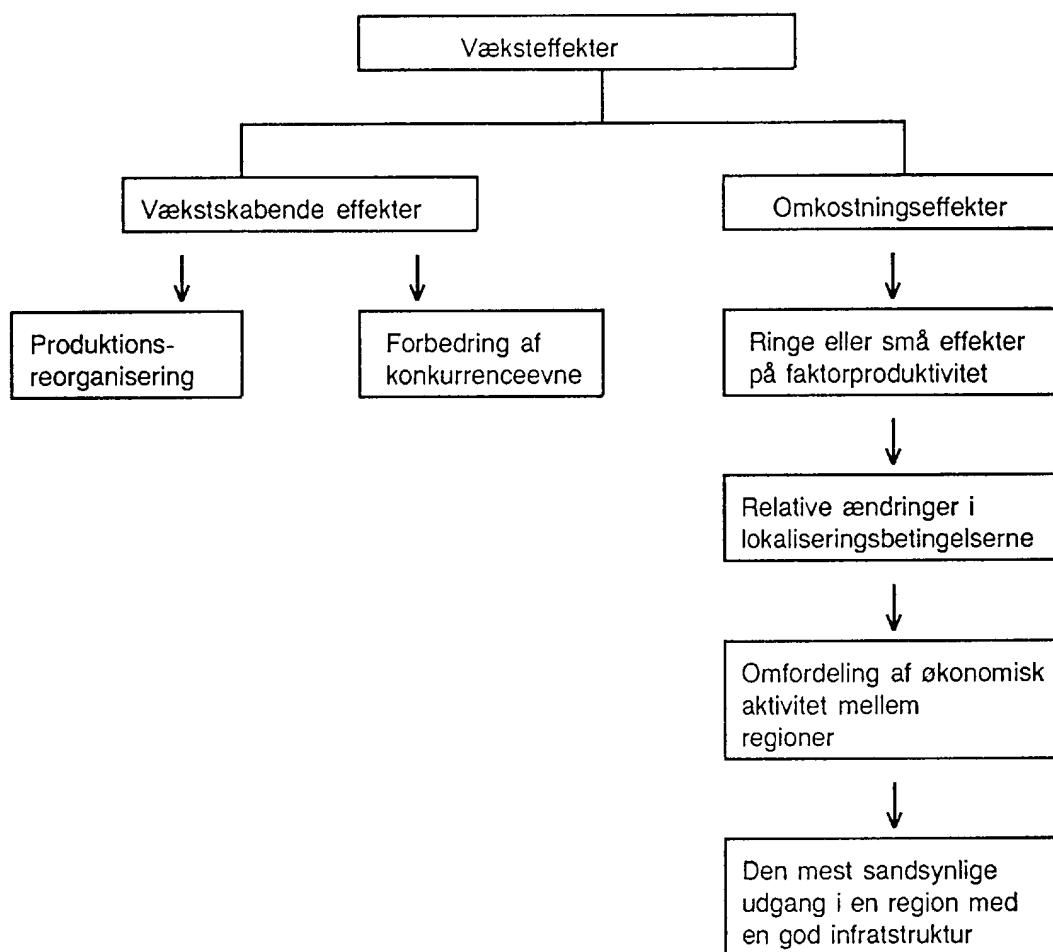 Væksteffekter
Vækstskabende effekter
Omkostningseffekter
Produktions-
reorganisering
Forbedring af
konkurrenceevne
Ringe eller små effekter
på faktorproduktivitet
Relative ændringer i
lokaliseringsbetingelserne
Omfordeling af økonomisk
aktivitet mellem
regioner
Den mest sandsynlige
udgang i en region med
en god infratstruktur